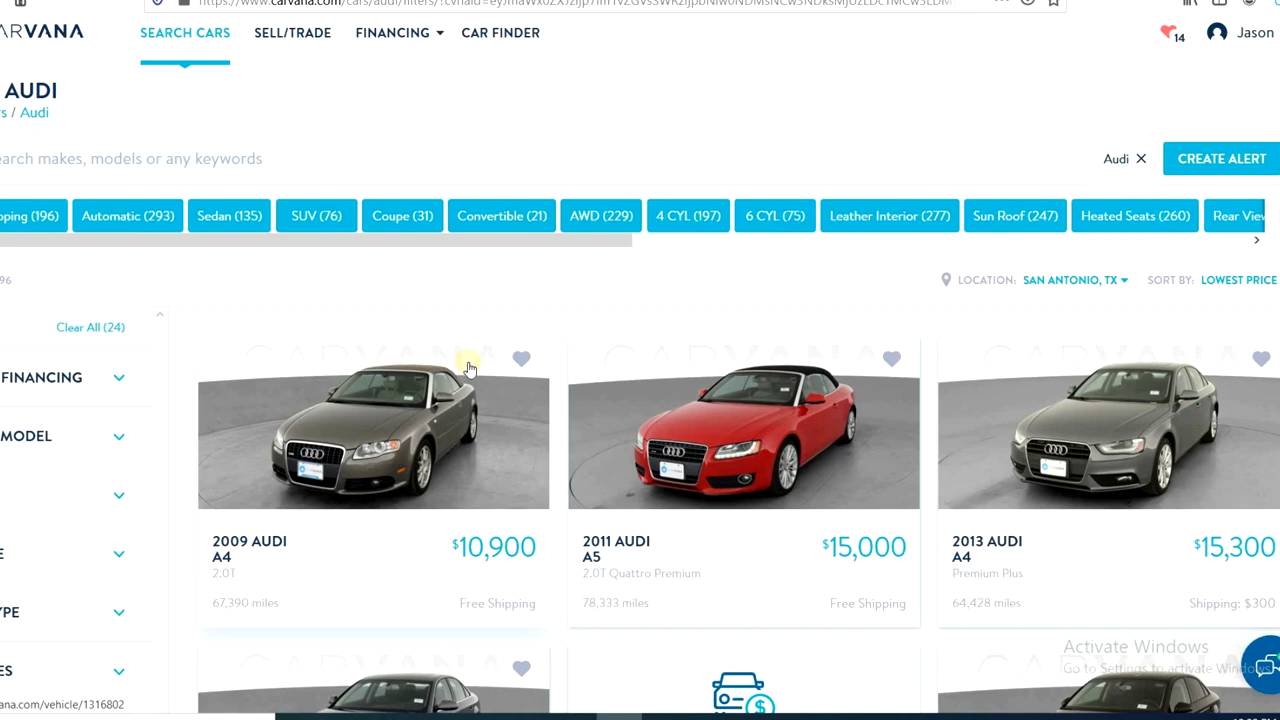 ARVANA
SEARCH CARS
SELL/TRADE
FINANCING
CAR FINDER
14
Jason
AUDI
rs / Audi
earch makes, models or any keywords
Audi ✕
CREATE ALERT
pping (196)
Automatic (293)
Sedan (135)
SUV (76)
Coupe (31)
Convertible (21)
AWD (229)
4 CYL (197)
6 CYL (75)
Leather Interior (277)
Sun Roof (247)
Heated Seats (260)
Rear View
96
LOCATION: SAN ANTONIO, TX
SORT BY: LOWEST PRICE
Clear All (24)
FINANCING
MODEL
E
YPE
ES
CARVANA
2009 AUDI
A4
$10,900
2.0T
67,390 miles
Free Shipping
CARVANA
2011 AUDI
A5
$15,000
2.0T Quattro Premium
78,333 miles
Free Shipping
2013 AUDI
A4
$15,300
Premium Plus
64,428 miles
Shipping: $300
Activate Windows
Go to Settings to activate Windows.
ana.com/vehicle/1316802